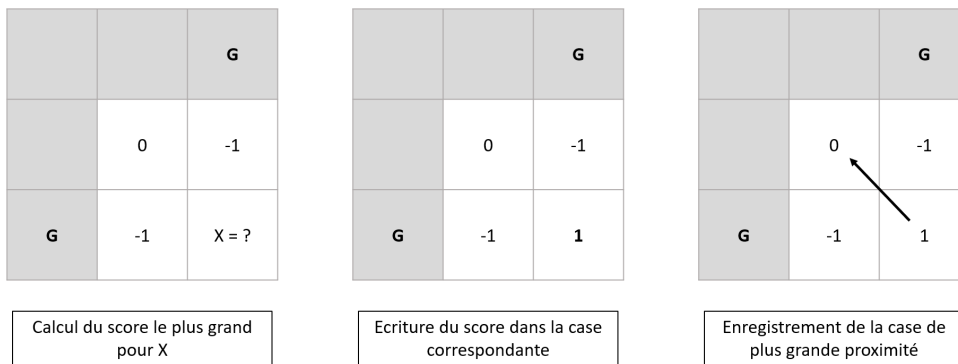 G
0 -1
G -1 X = ?
Calcul du score le plus grand
pour X
G
0 -1
G -1 1
Ecriture du score dans la case
correspondante
G
0 -1
G -1 1
Enregistrement de la case de
plus grande proximité